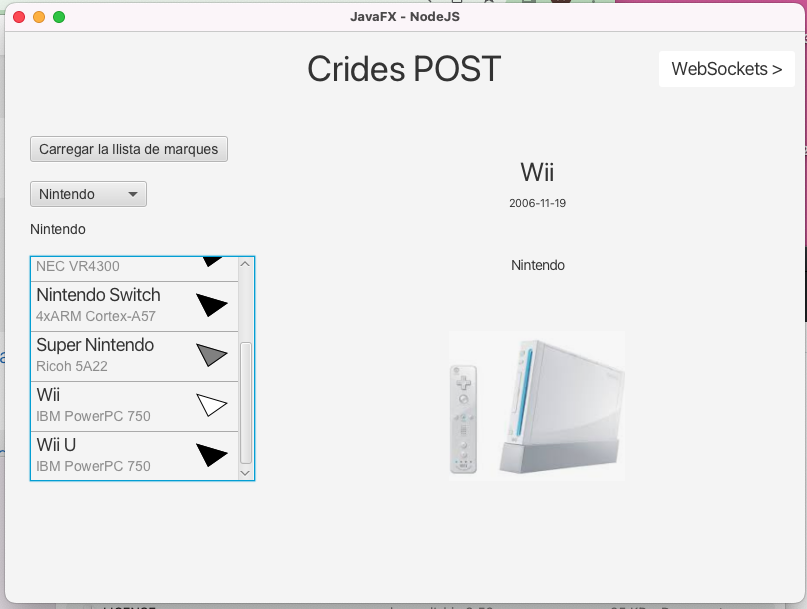 JavaFX - NodeJS
Crides POST
WebSockets >
Carregar la llista de marques
Nintendo
Nintendo
NEC VR4300
Nintendo Switch
4xARM Cortex-A57
Super Nintendo
Ricoh 5A22
Wii
IBM PowerPC 750
Wii U
IBM PowerPC 750
Wii
2006-11-19
Nintendo